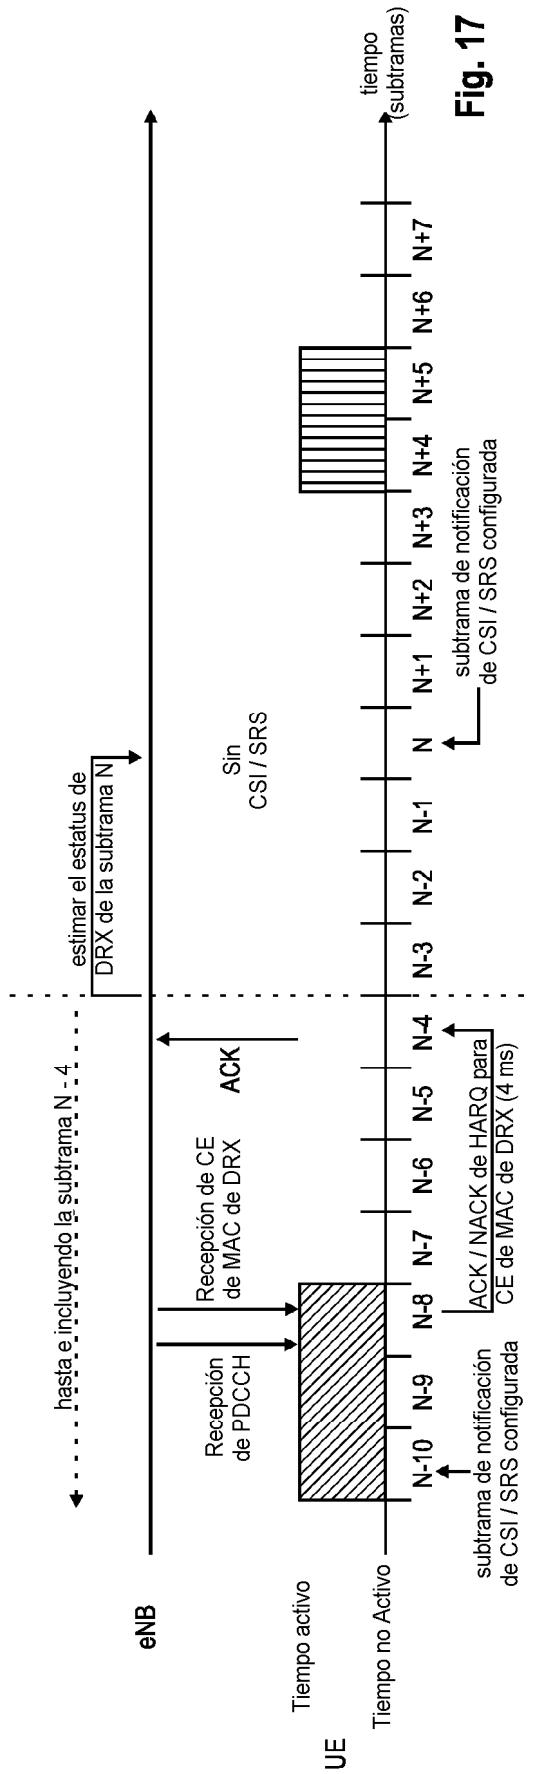 hasta e incluyendo la subtrama N - 4
estimar el estatus de
DRX de la subtrama N
eNB
Recepción
de PDCCH
Recepción de CE
de MAC de DRX
ACK
Sin
CSI / SRS
UE
Tiempo activo
Tiempo no Activo
tiempo
(subtramas)
N-10
N-9
N-8
N-7
N-6
N-5
N-4
N-3
N-2
N-1
N
N+1
N+2
N+3
N+4
N+5
N+6
N+7
subtrama de notificación
de CSI / SRS configurada
ACK / NACK de HARQ para
CE de MAC de DRX (4 ms)
subtrama de notificación
de CSI / SRS configurada
Fig. 17